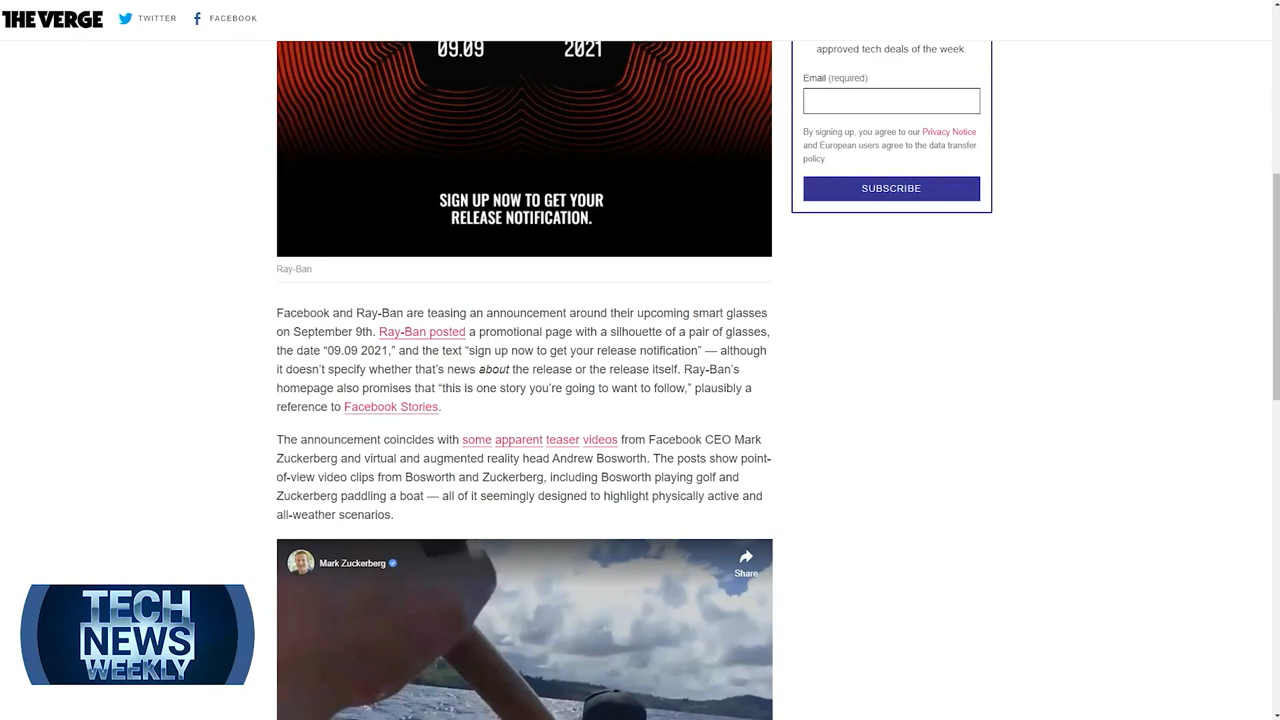 THE VERGE
TWITTER
FACEBOOK
09.09
2021
SIGN UP NOW TO GET YOUR
RELEASE NOTIFICATION.
Ray-Ban
Facebook and Ray-Ban are teasing an announcement around their upcoming smart glasses
on September 9th. Ray-Ban posted a promotional page with a silhouette of a pair of glasses,
the date “09.09 2021,” and the text “sign up now to get your release notification” — although
it doesn’t specify whether that’s news about the release or the release itself. Ray-Ban’s
homepage also promises that “this is one story you’re going to want to follow,” plausibly a
reference to Facebook Stories.
The announcement coincides with some apparent teaser videos from Facebook CEO Mark
Zuckerberg and virtual and augmented reality head Andrew Bosworth. The posts show point-
of-view video clips from Bosworth and Zuckerberg, including Bosworth playing golf and
Zuckerberg paddling a boat — all of it seemingly designed to highlight physically active and
all-weather scenarios.
Mark Zuckerberg
Share
approved tech deals of the week.
Email (required)
By signing up, you agree to our Privacy Notice
and European users agree to the data transfer
policy.
SUBSCRIBE
TECH
NEWS
WEEKLY